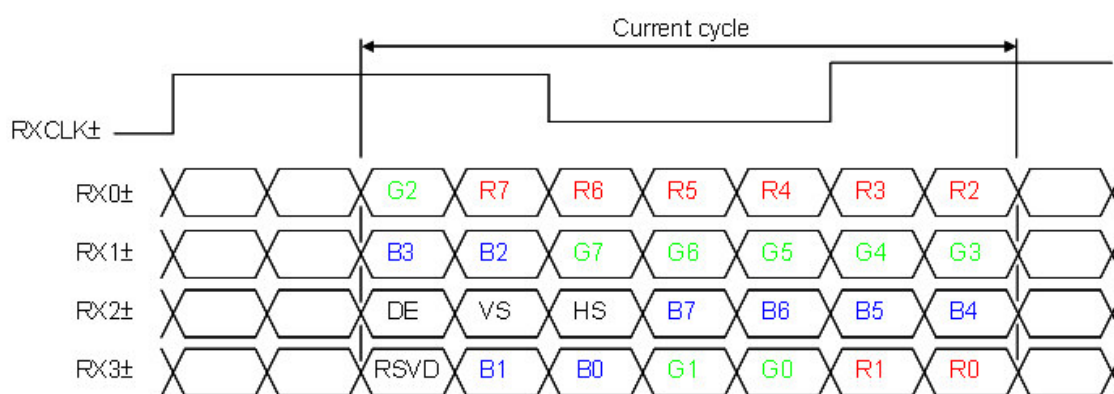 Current cycle
RXCLK±
RX0± G2 R7 R6 R5 R4 R3 R2
RX1± B3 B2 G7 G6 G5 G4 G3
RX2± DE VS HS B7 B6 B5 B4
RX3± RSVD B1 B0 G1 G0 R1 R0